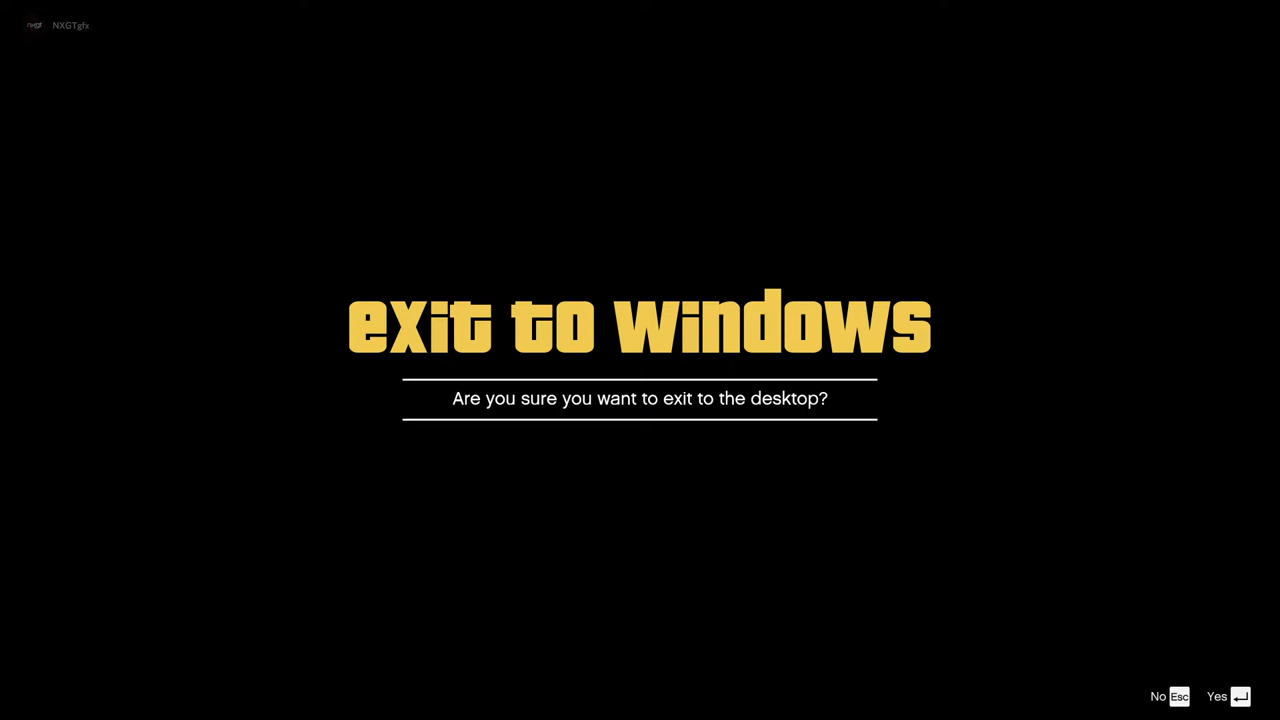 NXGTgfx
exit to windows
Are you sure you want to exit to the desktop?
No Esc Yes